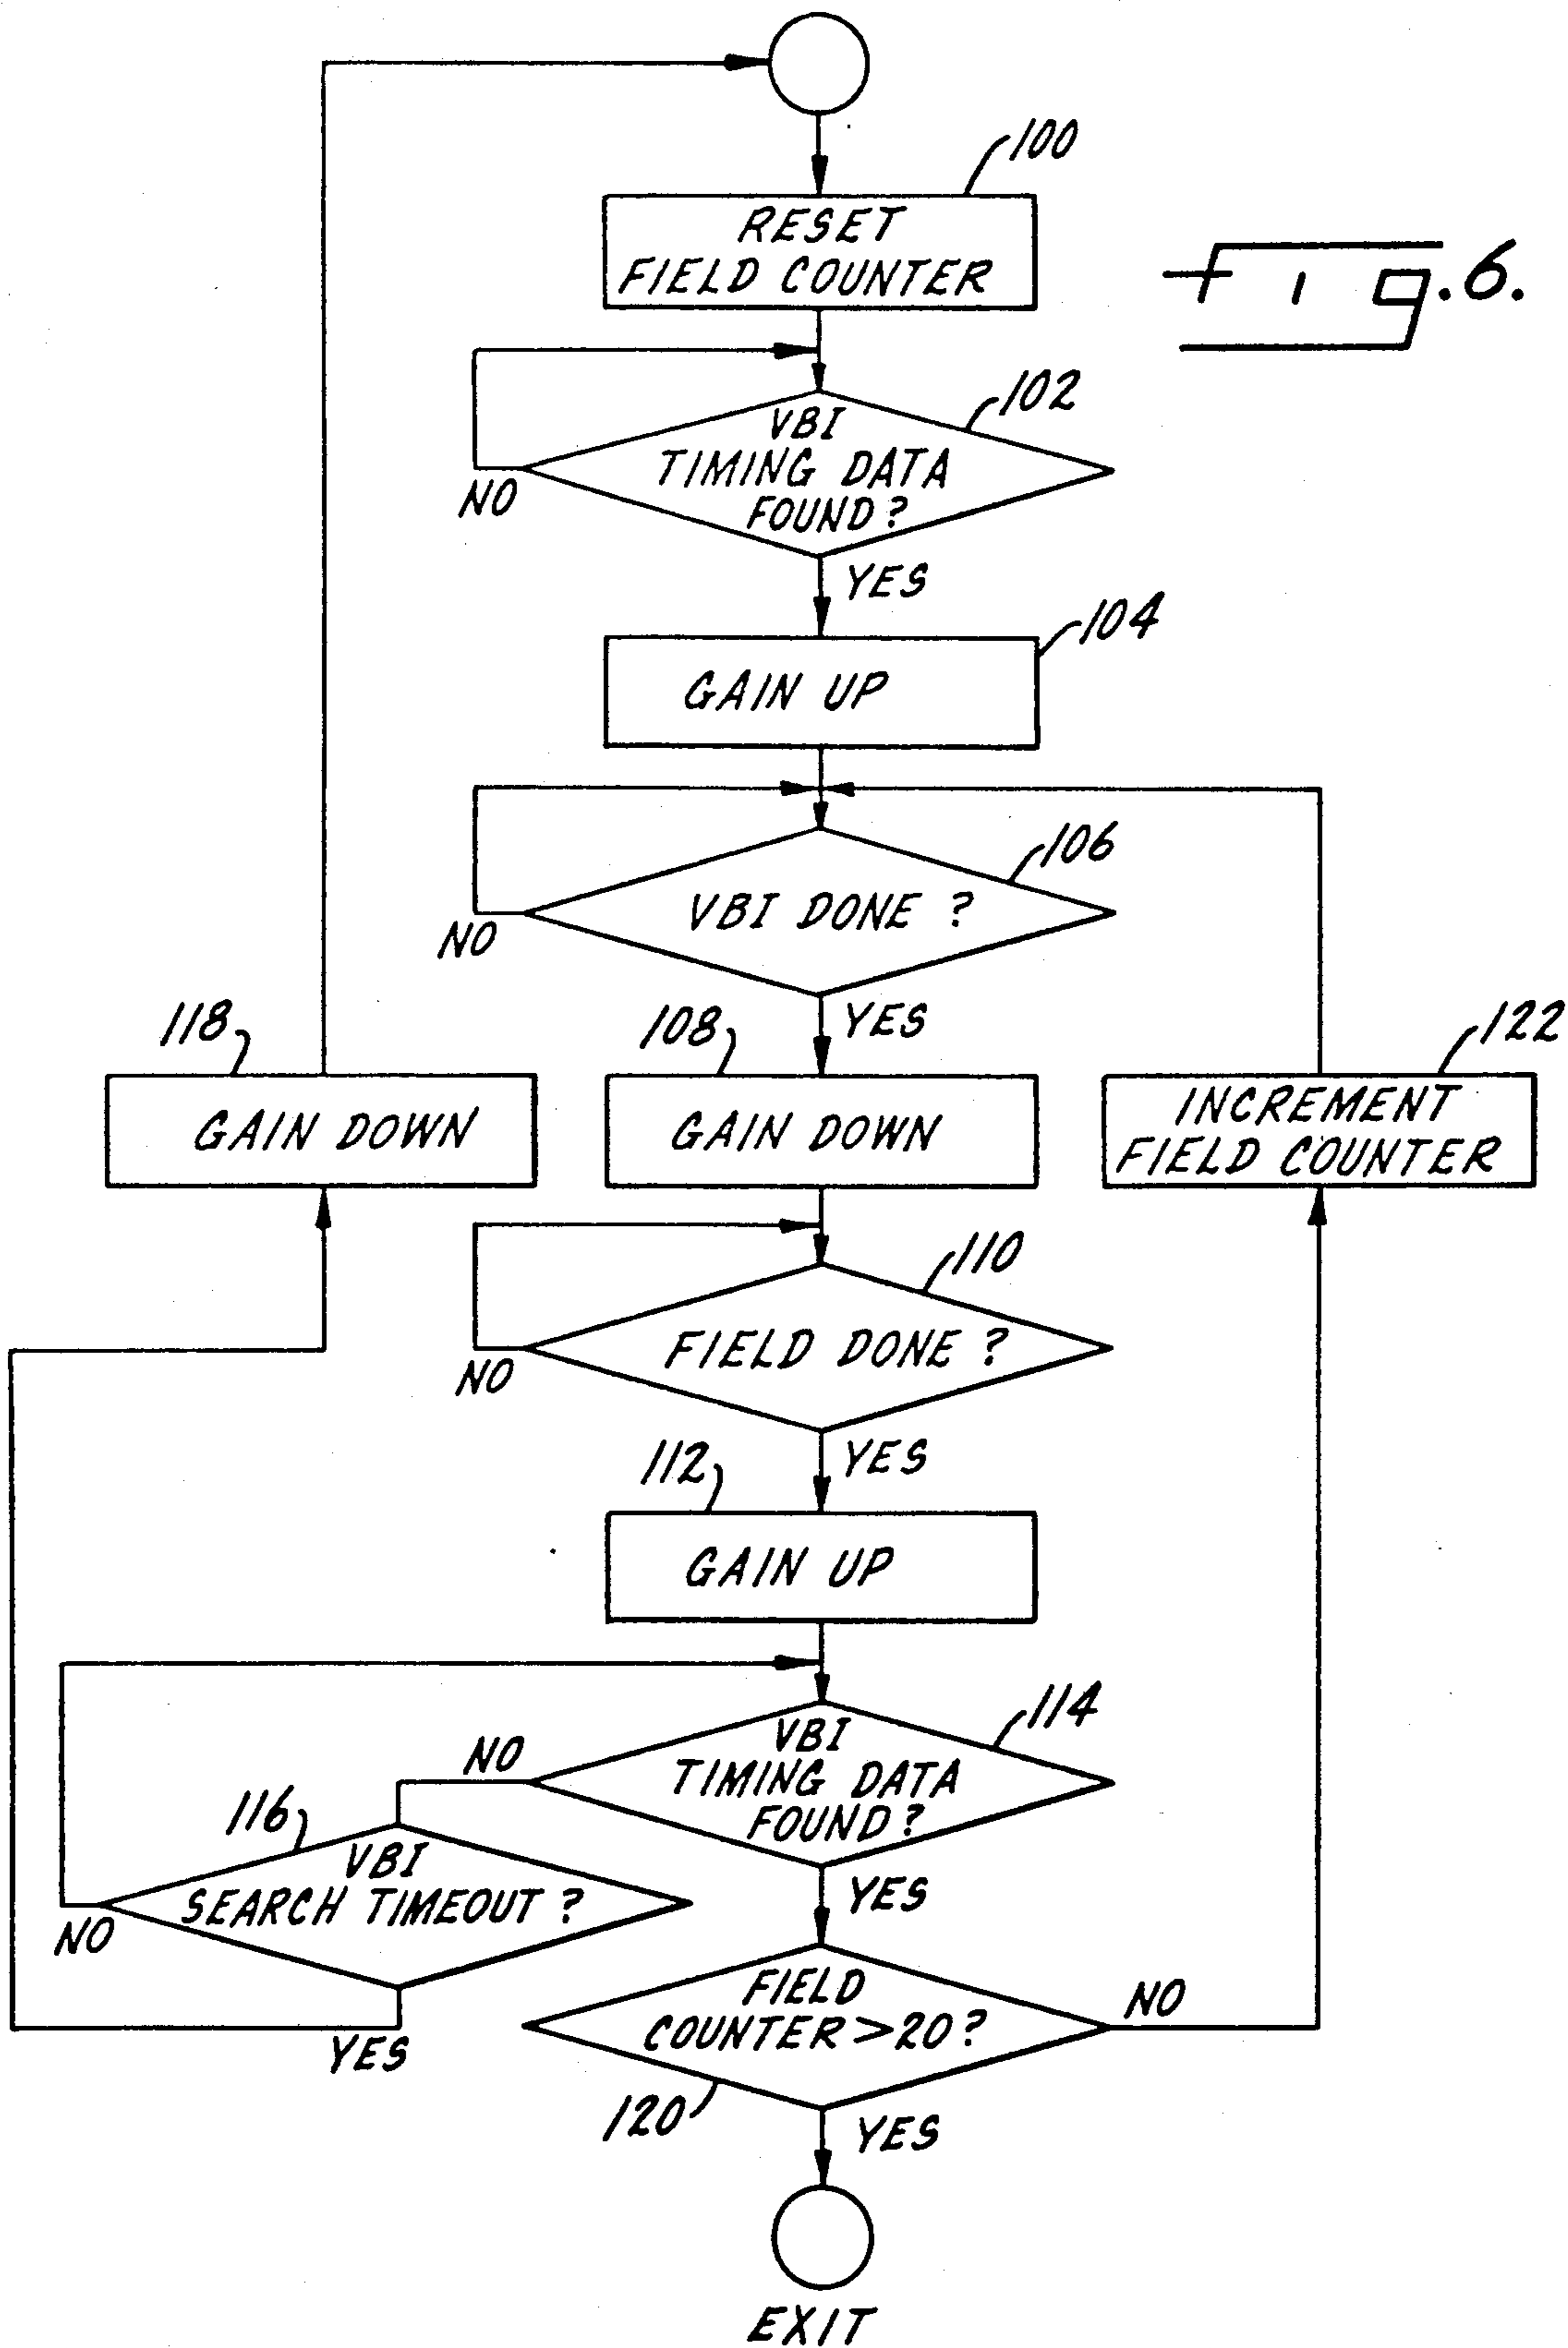 100
RESET
FIELD COUNTER
Fig.6.
102
VBI
TIMING DATA
FOUND?
NO
YES
104
GAIN UP
106
VBI DONE ?
NO
YES
118
108
122
GAIN DOWN
GAIN DOWN
INCREMENT
FIELD COUNTER
110
FIELD DONE ?
NO
YES
112
GAIN UP
114
VBI
TIMING DATA
FOUND?
NO
116
VBI
SEARCH TIMEOUT ?
NO
YES
YES
FIELD
COUNTER>20?
NO
120
YES
EXIT